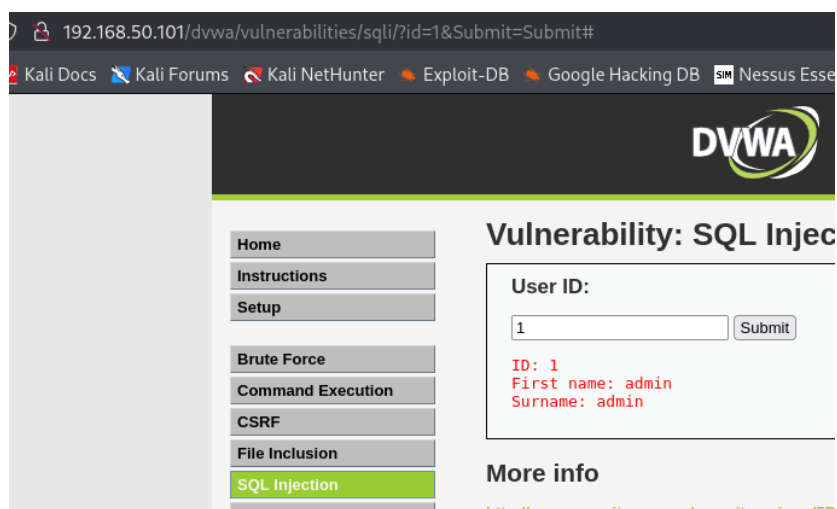 192.168.50.101/dvwa/vulnerabilities/sqli/?id=1&Submit=Submit#
Kali Docs Kali Forums Kali NetHunter Exploit-DB Google Hacking DB SIM Nessus Esse
DVWA
Home
Instructions
Setup
Brute Force
Command Execution
CSRF
File Inclusion
SQL Injection
Vulnerability: SQL Injec
User ID:
1 Submit
ID: 1
First name: admin
Surname: admin
More info